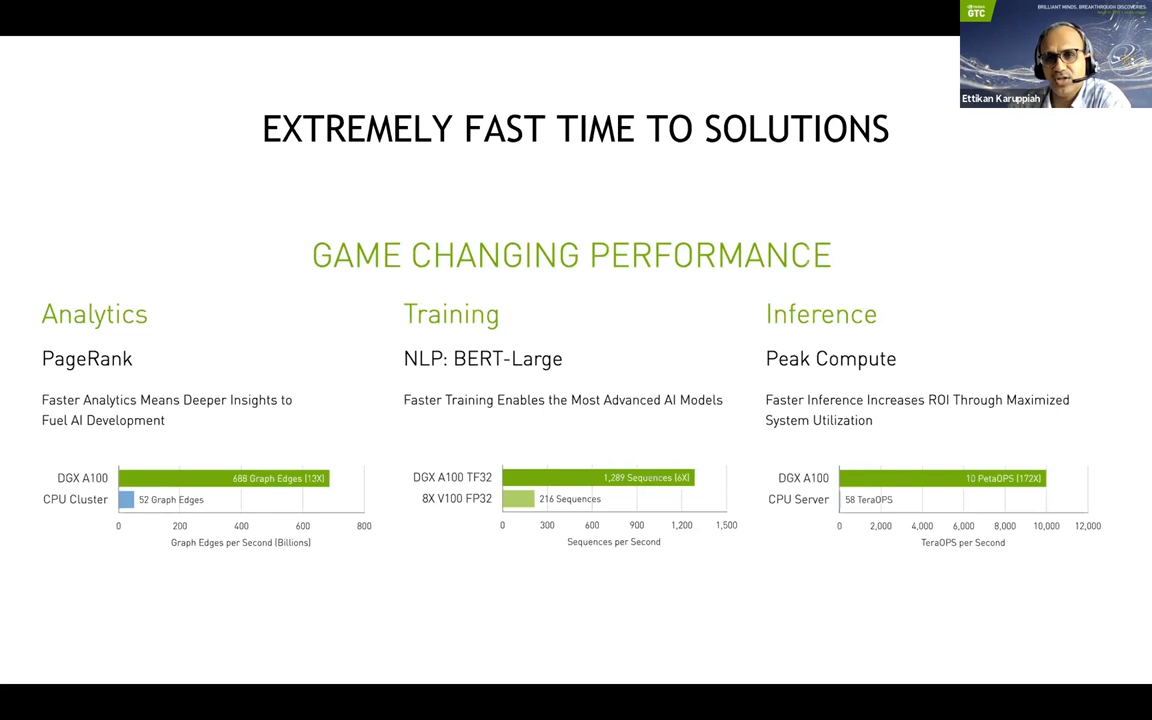 NVIDIA
GTC
BRILLIANT MINDS. BREAKTHROUGH DISCOVERIES.
Ettikan Karuppiah
EXTREMELY FAST TIME TO SOLUTIONS
GAME CHANGING PERFORMANCE
Analytics
PageRank
Faster Analytics Means Deeper Insights to
Fuel AI Development
DGX A100
688 Graph Edges (13X)
CPU Cluster
52 Graph Edges
0 200 400 600 800
Graph Edges per Second (Billions)
Training
NLP: BERT-Large
Faster Training Enables the Most Advanced AI Models
DGX A100 TF32
1,289 Sequences (6X)
8X V100 FP32
216 Sequences
0 300 600 900 1,200 1,500
Sequences per Second
Inference
Peak Compute
Faster Inference Increases ROI Through Maximized
System Utilization
DGX A100
10 PetaOPS (172X)
CPU Server
58 TeraOPS
0 2,000 4,000 6,000 8,000 10,000 12,000
TeraOPS per Second